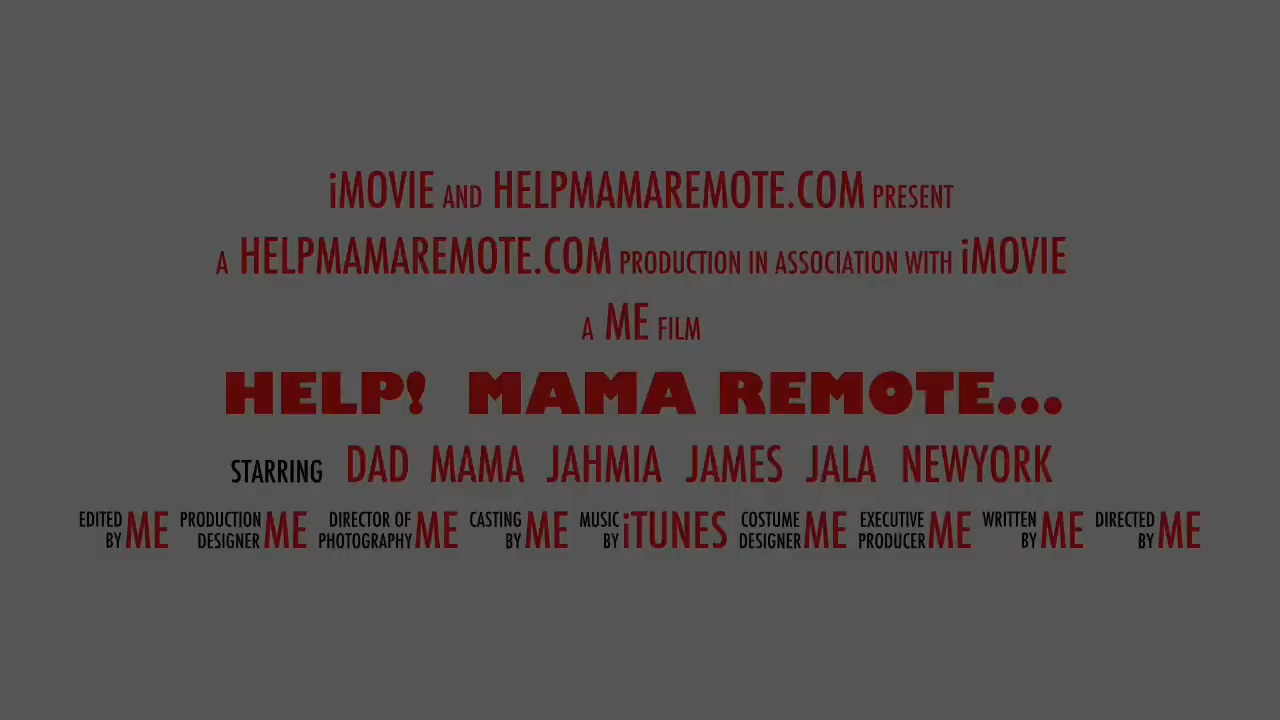 iMOVIE AND HELPMAMAREMOTE.COM PRESENT
A HELPMAMAREMOTE.COM PRODUCTION IN ASSOCIATION WITH iMOVIE
A ME FILM
HELP! MAMA REMOTE...
STARRING DAD MAMA JAHMIA JAMES JALA NEWYORK
EDITED BY ME PRODUCTION DESIGNER ME DIRECTOR OF PHOTOGRAPHY ME CASTING BY ME MUSIC BY iTUNES COSTUME DESIGNER ME EXECUTIVE PRODUCER ME WRITTEN BY ME DIRECTED BY ME